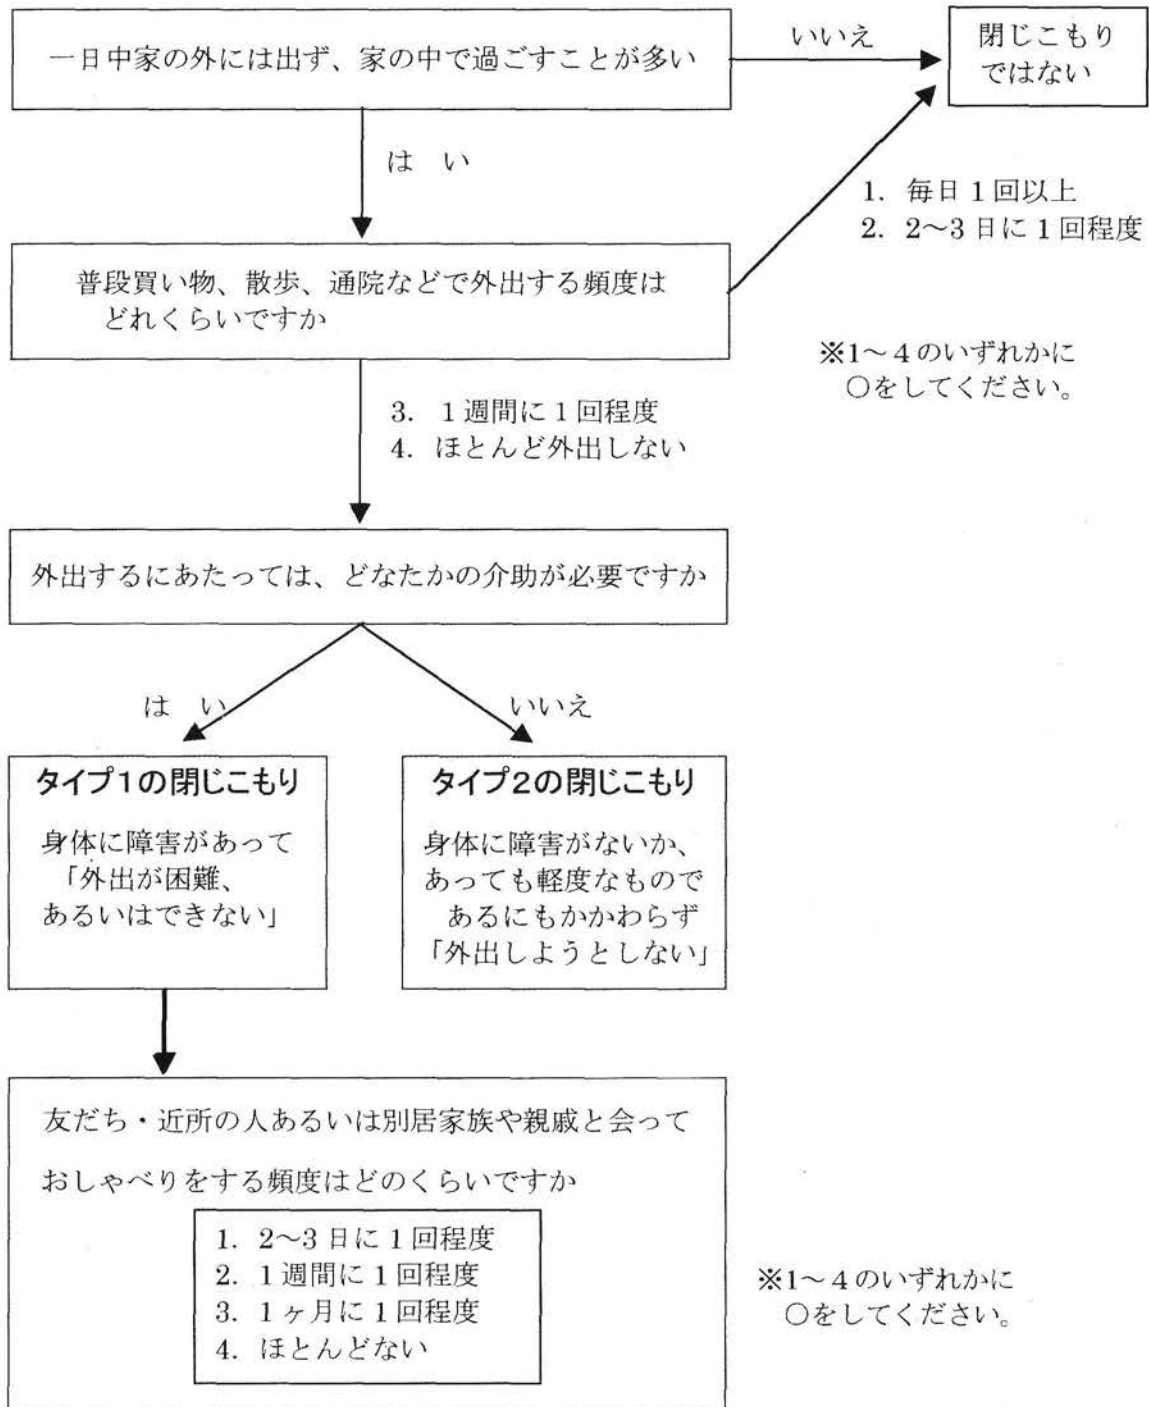 一日中家の外には出ず、家の中で過ごすことが多い
いいえ
閉じこもり
ではない
は い
1. 毎日1回以上
2. 2～3日に1回程度
普段買い物、散歩、通院などで外出する頻度は
どれくらいですか
※1～4のいずれかに
○をしてください。
3. 1週間に1回程度
4. ほとんど外出しない
外出するにあたっては、どなたかの介助が必要ですか
は い
いいえ
タイプ1の閉じこもり
身体に障害があって
「外出が困難、
あるいはできない」
タイプ2の閉じこもり
身体に障害がないか、
あっても軽度なもので
あるにもかかわらず
「外出しようとしない」
友だち・近所の人あるいは別居家族や親戚と会って
おしゃべりをする頻度はどのくらいですか
1. 2～3日に1回程度
2. 1週間に1回程度
3. 1ヶ月に1回程度
4. ほとんどない
※1～4のいずれかに
○をしてください。